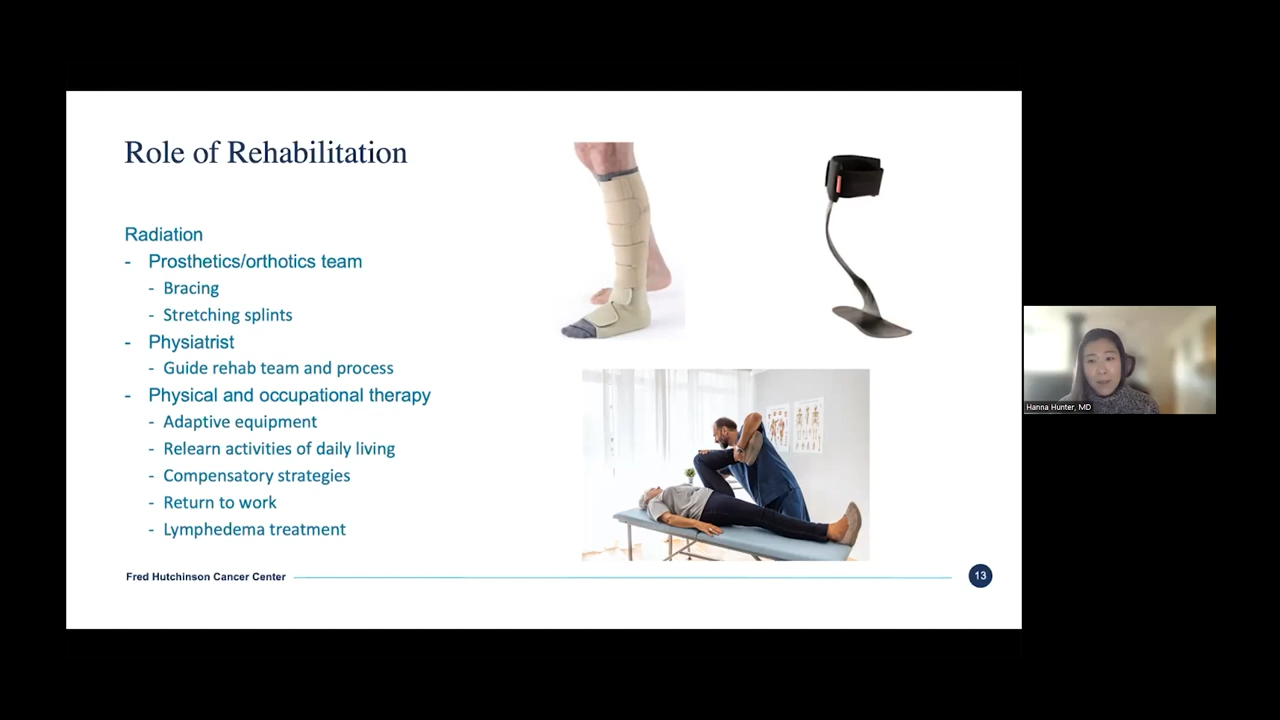 Role of Rehabilitation
Radiation
- Prosthetics/orthotics team
- Bracing
- Stretching splints
- Physiatrist
- Guide rehab team and process
- Physical and occupational therapy
- Adaptive equipment
- Relearn activities of daily living
- Compensatory strategies
- Return to work
- Lymphedema treatment
Fred Hutchinson Cancer Center
13
Hanna Hunter, MD